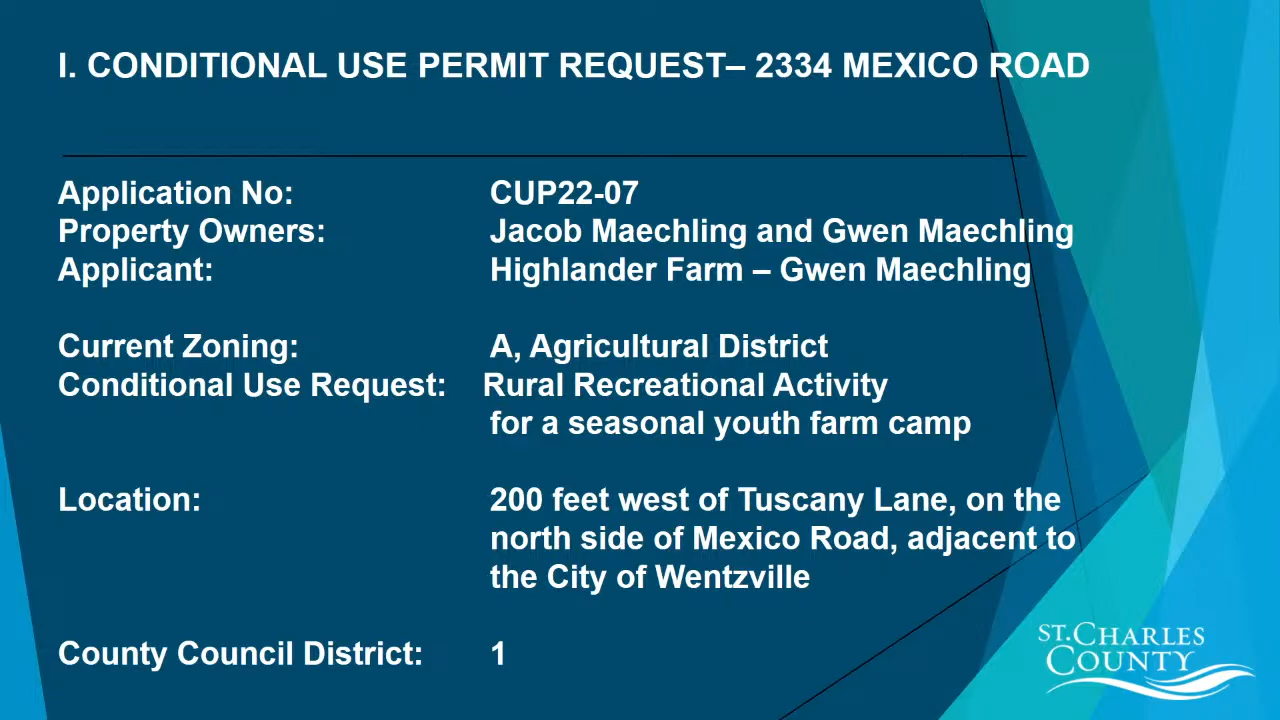 I. CONDITIONAL USE PERMIT REQUEST– 2334 MEXICO ROAD
Application No: CUP22-07
Property Owners: Jacob Maechling and Gwen Maechling
Applicant: Highlander Farm – Gwen Maechling
Current Zoning: A, Agricultural District
Conditional Use Request: Rural Recreational Activity
for a seasonal youth farm camp
Location: 200 feet west of Tuscany Lane, on the
north side of Mexico Road, adjacent to
the City of Wentzville
County Council District: 1
ST. CHARLES
COUNTY